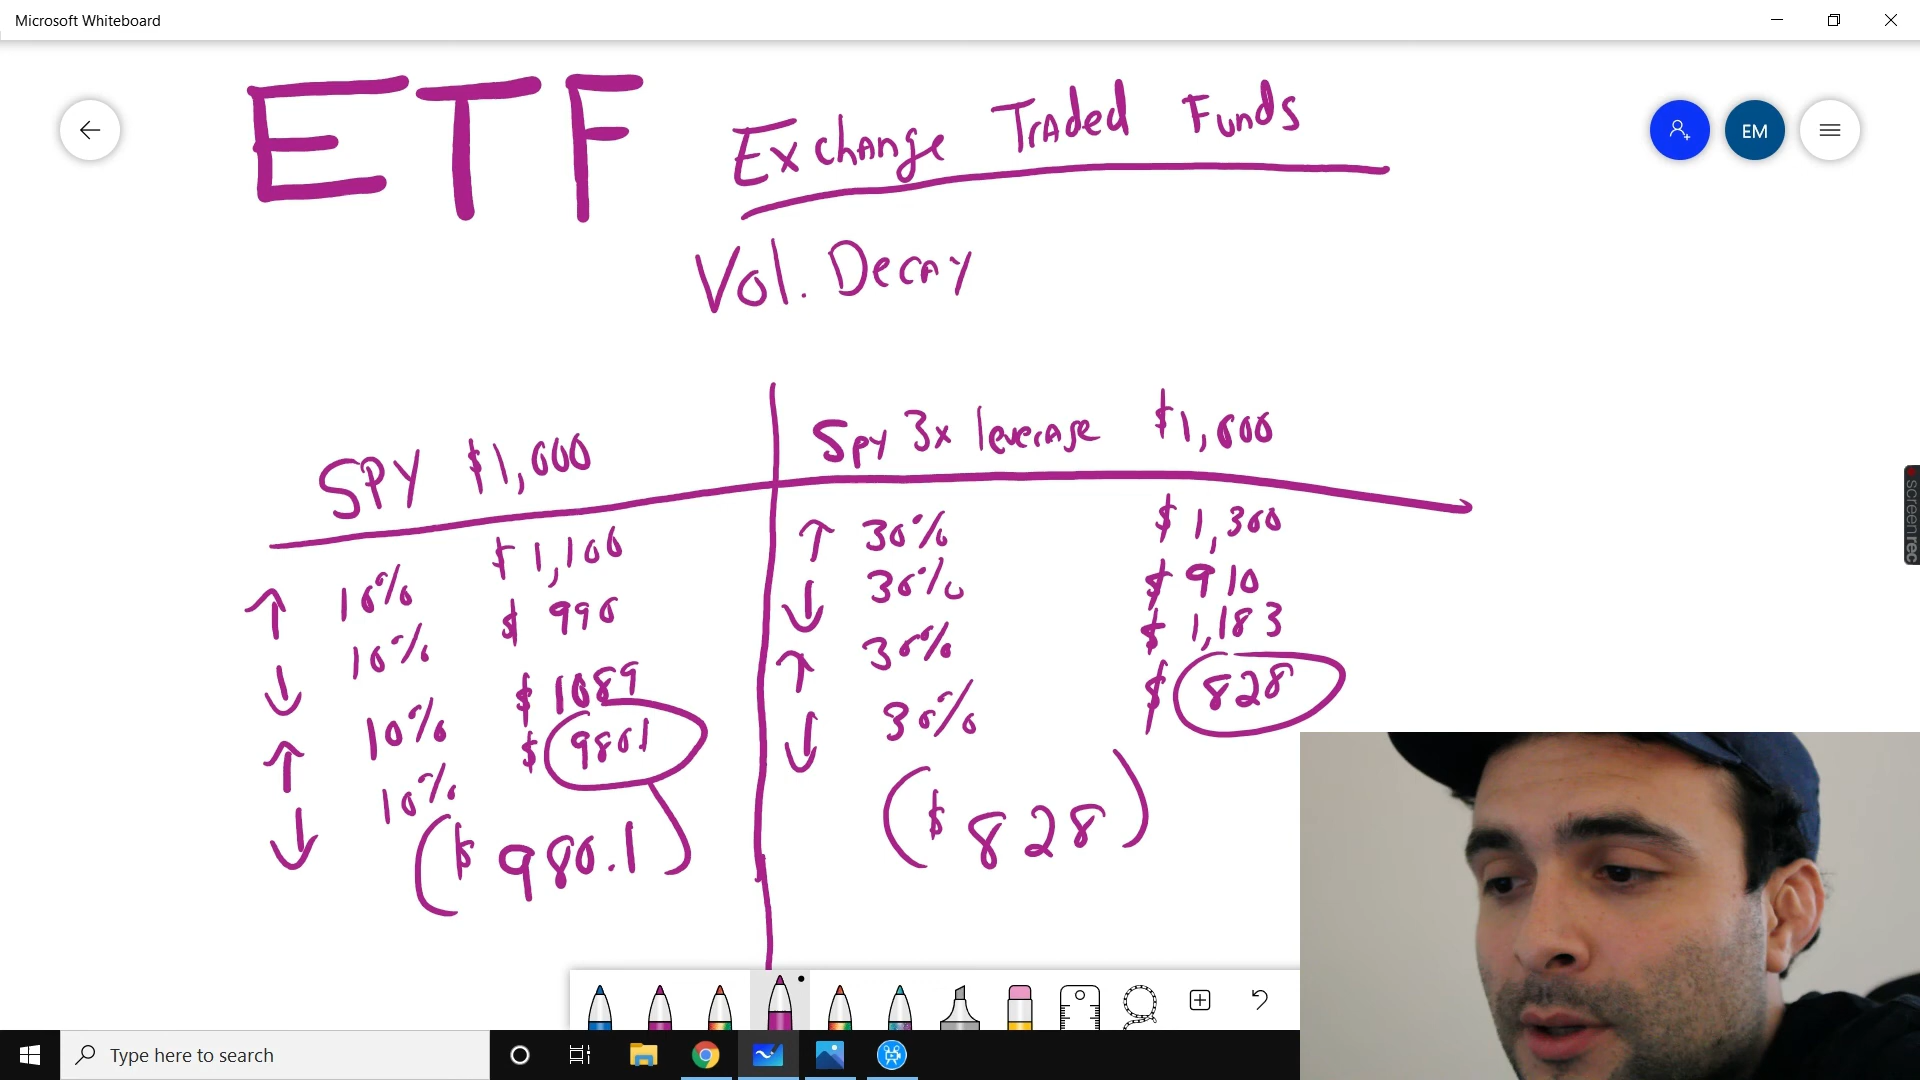 Microsoft Whiteboard
ETF Exchange Traded Funds
EM
Vol. Decay
SPY $1,000
Spy 3x leverage $1,000
↑ 10% $1,100
↓ 10% $990
↑ 10% $1089
↓ 10% $980.1
($980.1)
↑ 30% $1,300
↓ 30% $910
↑ 30% $1,183
↓ 30% $828
($828)
screenrec
Type here to search